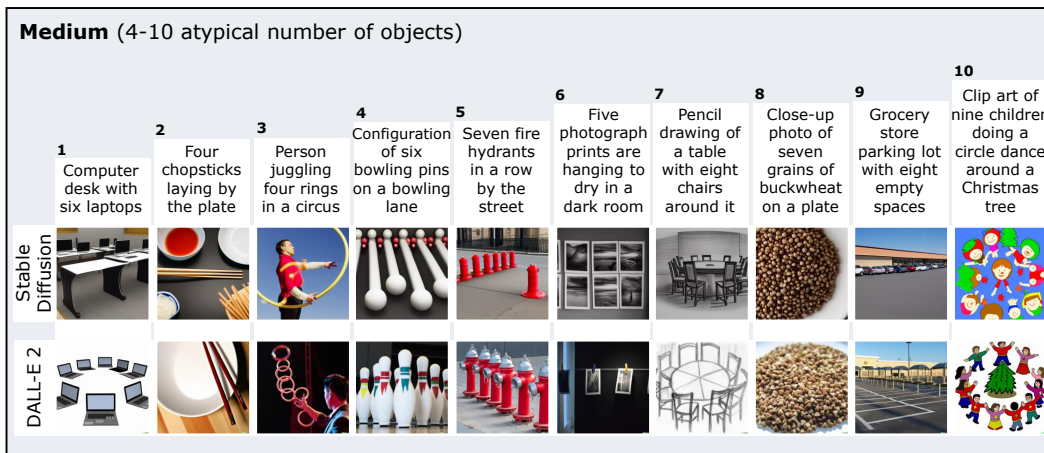 Medium (4-10 atypical number of objects)
1
Computer
desk with
six laptops
2
Four
chopsticks
laying by
the plate
3
Person
juggling
four rings
in a circus
4
Configuration
of six
bowling pins
on a bowling
lane
5
Seven fire
hydrants
in a row
by the
street
6
Five
photograph
prints are
hanging to
dry in a
dark room
7
Pencil
drawing of
a table
with eight
chairs
around it
8
Close-up
photo of
seven
grains of
buckwheat
on a plate
9
Grocery
store
parking lot
with eight
empty
spaces
10
Clip art of
nine children
doing a
circle dance
around a
Christmas
tree
Stable
Diffusion
DALL-E 2